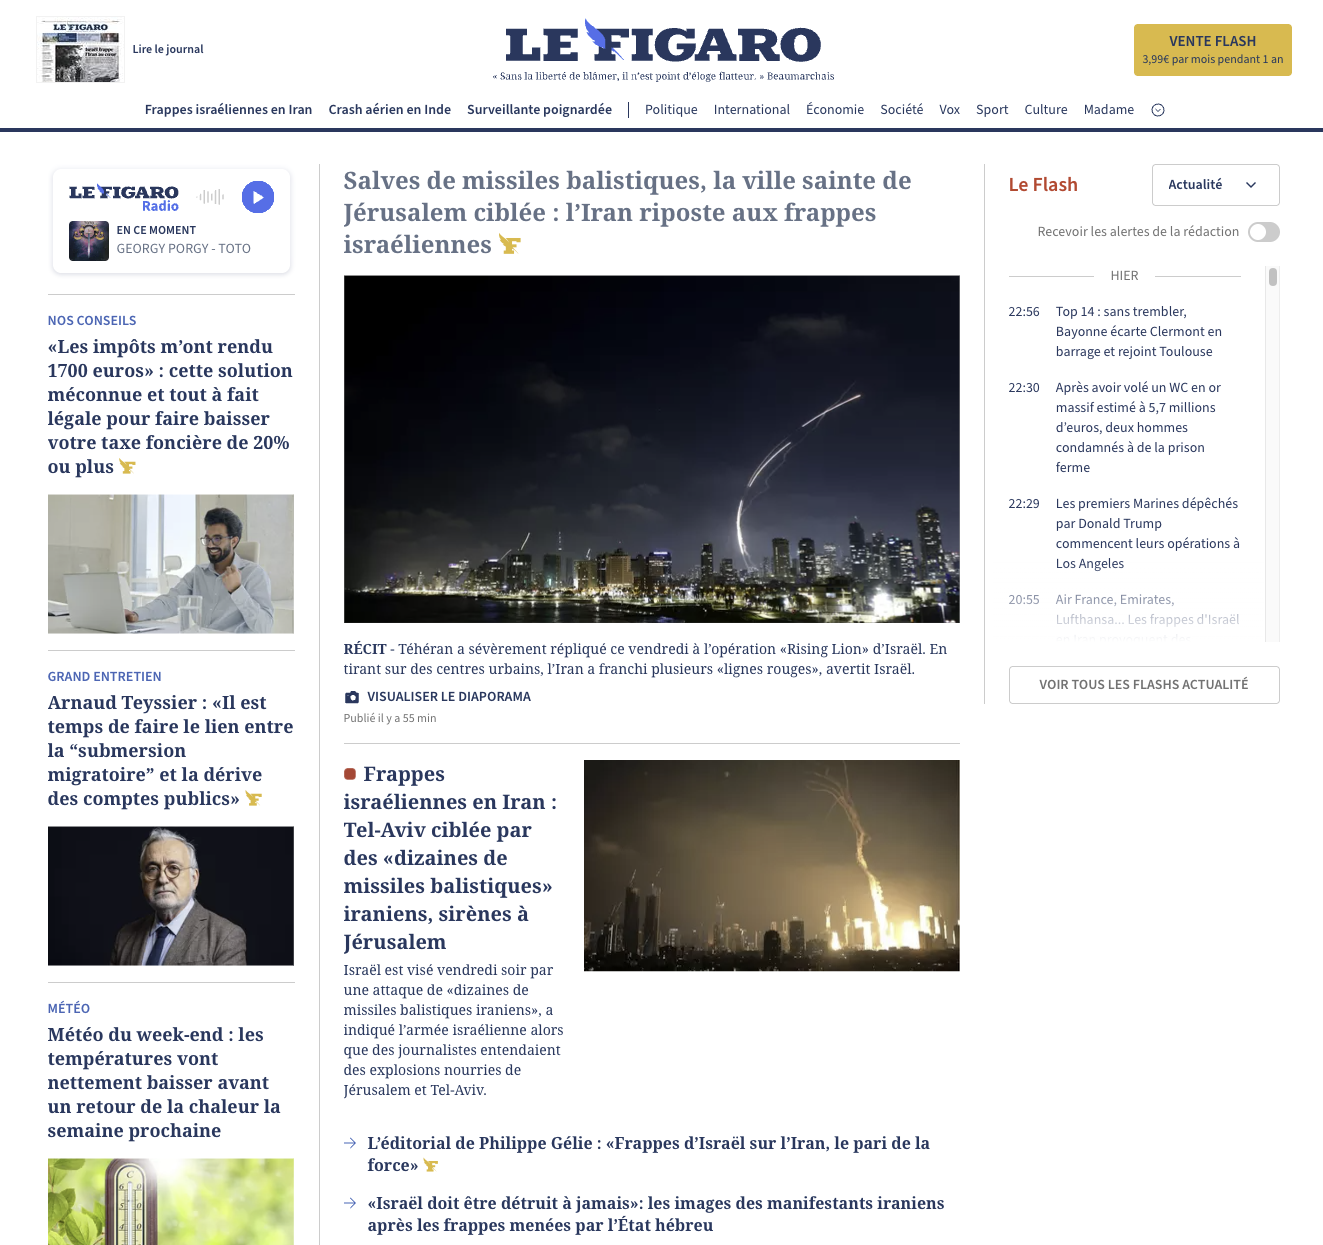 LE FIGARO
Lire le journal
LE FIGARO
« Sans la liberté de blâmer, il n'est point d'éloge flatteur. » Beaumarchais
VENTE FLASH
3,99€ par mois pendant 1 an
Frappes israéliennes en Iran Crash aérien en Inde Surveillante poignardée Politique International Économie Société Vox Sport Culture Madame
LE FIGARO
Radio
EN CE MOMENT
GEORGY PORGY - TOTO
NOS CONSEILS
«Les impôts m’ont rendu
1700 euros» : cette solution
méconnue et tout à fait
légale pour faire baisser
votre taxe foncière de 20%
ou plus
GRAND ENTRETIEN
Arnaud Teyssier : «Il est
temps de faire le lien entre
la “submersion
migratoire” et la dérive
des comptes publics»
MÉTÉO
Météo du week-end : les
températures vont
nettement baisser avant
un retour de la chaleur la
semaine prochaine
Salves de missiles balistiques, la ville sainte de
Jérusalem ciblée : l’Iran riposte aux frappes
israéliennes
RÉCIT - Téhéran a sévèrement répliqué ce vendredi à l’opération «Rising Lion» d’Israël. En
tirant sur des centres urbains, l’Iran a franchi plusieurs «lignes rouges», avertit Israël.
VISUALISER LE DIAPORAMA
Publié il y a 55 min
Frappes
israéliennes en Iran :
Tel-Aviv ciblée par
des «dizaines de
missiles balistiques»
iraniens, sirènes à
Jérusalem
Israël est visé vendredi soir par
une attaque de «dizaines de
missiles balistiques iraniens», a
indiqué l’armée israélienne alors
que des journalistes entendaient
des explosions nourries de
Jérusalem et Tel-Aviv.
L’éditorial de Philippe Gélie : «Frappes d’Israël sur l’Iran, le pari de la
force»
«Israël doit être détruit à jamais»: les images des manifestants iraniens
après les frappes menées par l’État hébreu
Le Flash
Actualité
Recevoir les alertes de la rédaction
HIER
22:56 Top 14 : sans trembler,
Bayonne écarte Clermont en
barrage et rejoint Toulouse
22:30 Après avoir volé un WC en or
massif estimé à 5,7 millions
d’euros, deux hommes
condamnés à de la prison
ferme
22:29 Les premiers Marines dépêchés
par Donald Trump
commencent leurs opérations à
Los Angeles
20:55 Air France, Emirates,
Lufthansa... Les frappes d’Israël
VOIR TOUS LES FLASHS ACTUALITÉ